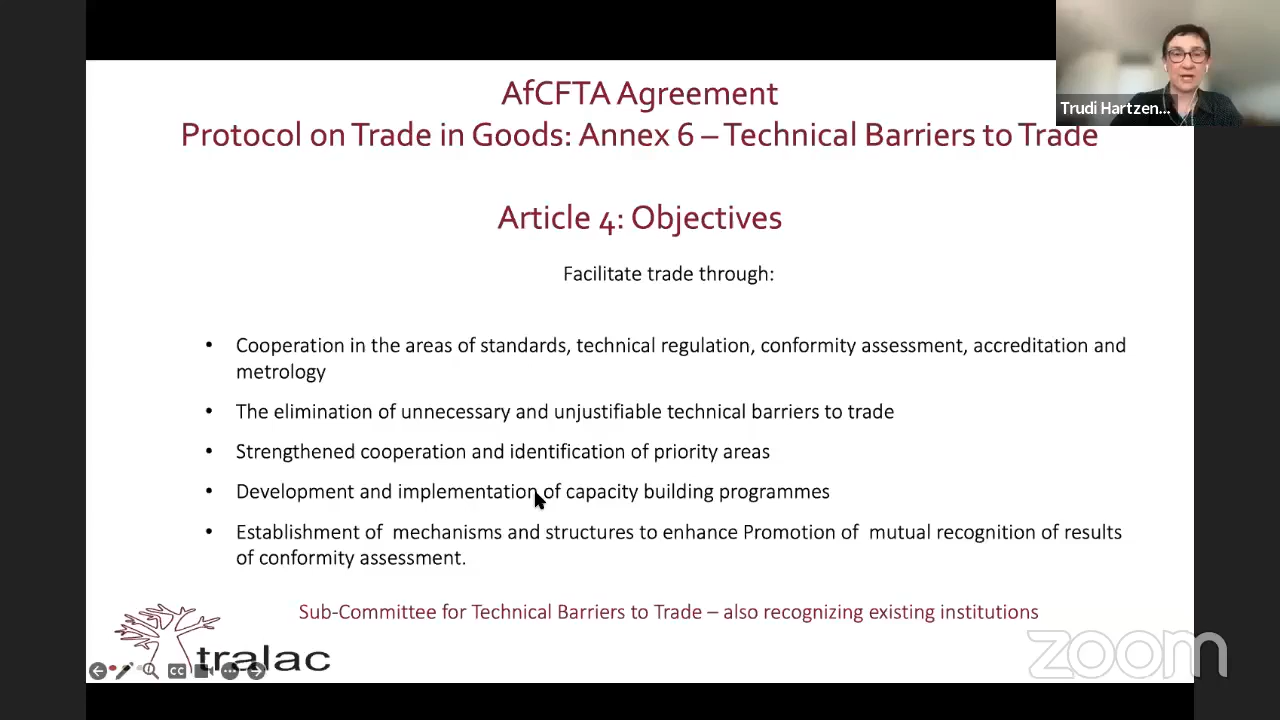 AfCFTA Agreement
Protocol on Trade in Goods: Annex 6 – Technical Barriers to Trade
Trudi Hartzen...
Article 4: Objectives
Facilitate trade through:
• Cooperation in the areas of standards, technical regulation, conformity assessment, accreditation and
metrology
• The elimination of unnecessary and unjustifiable technical barriers to trade
• Strengthened cooperation and identification of priority areas
• Development and implementation of capacity building programmes
• Establishment of  mechanisms and structures to enhance Promotion of  mutual recognition of results
of conformity assessment.
Sub-Committee for Technical Barriers to Trade – also recognizing existing institutions
tralac
CC
zoom